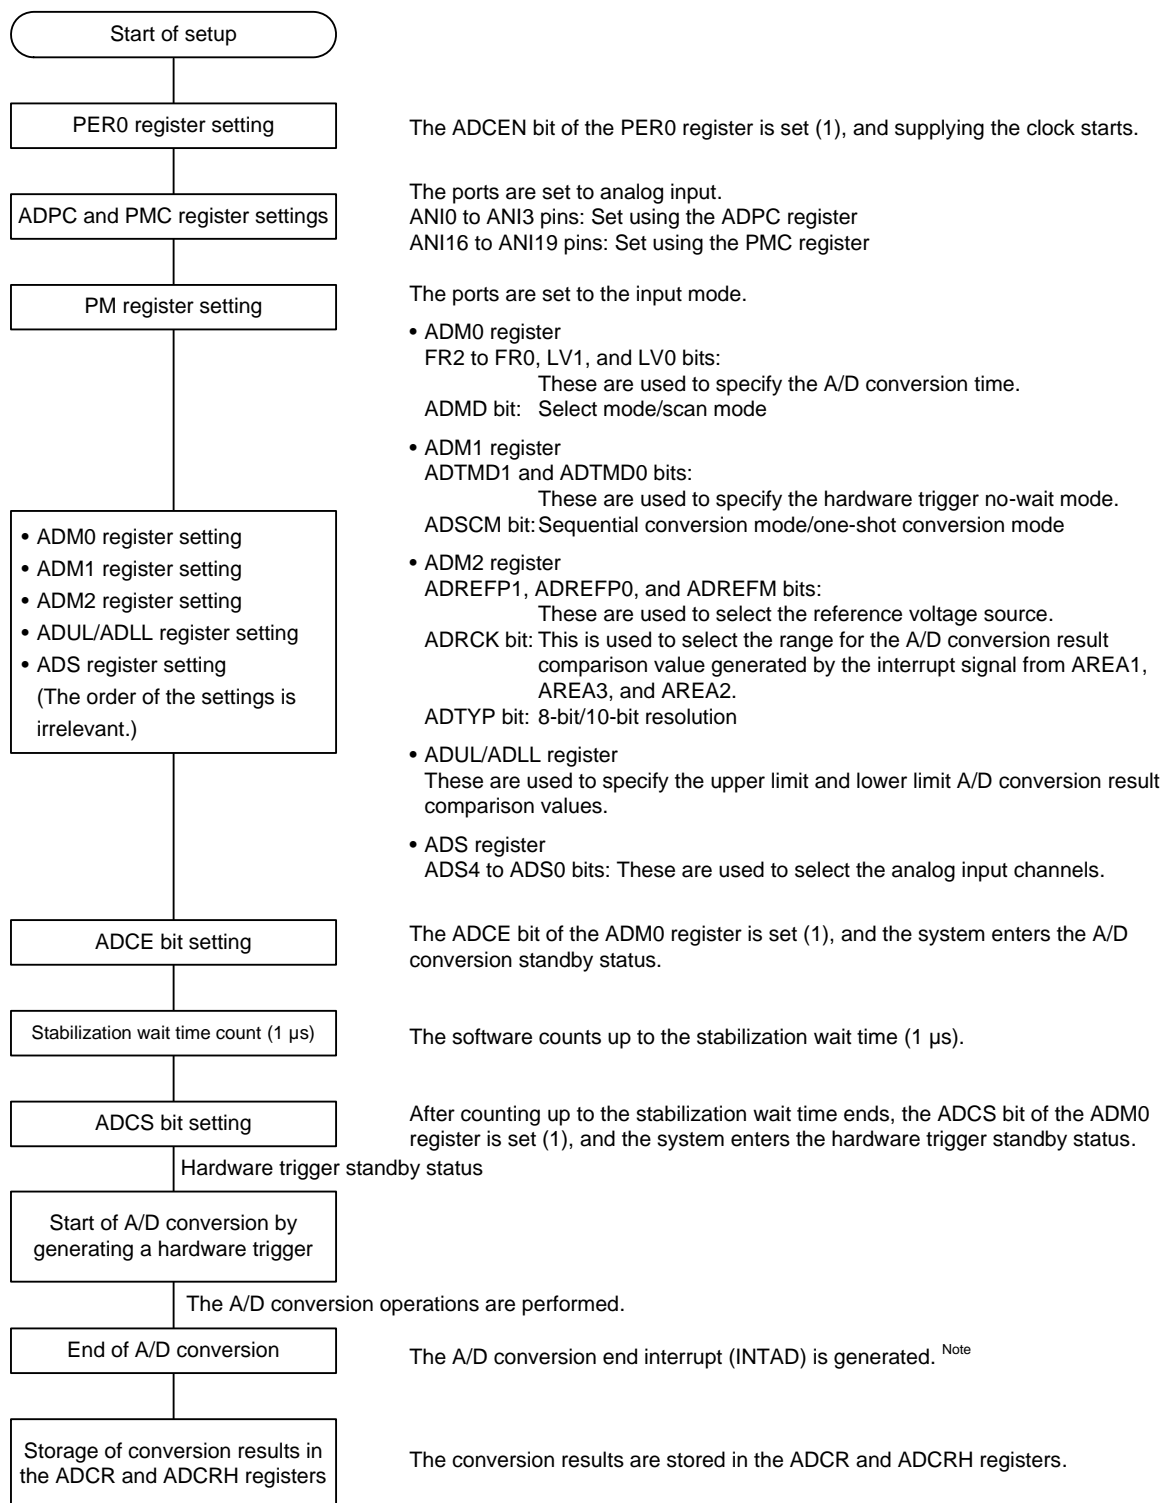 Start of setup
PER0 register setting
The ADCEN bit of the PER0 register is set (1), and supplying the clock starts.
ADPC and PMC register settings
The ports are set to analog input.
ANI0 to ANI3 pins: Set using the ADPC register
ANI16 to ANI19 pins: Set using the PMC register
PM register setting
The ports are set to the input mode.
• ADM0 register setting
• ADM1 register setting
• ADM2 register setting
• ADUL/ADLL register setting
• ADS register setting
(The order of the settings is
irrelevant.)
• ADM0 register
FR2 to FR0, LV1, and LV0 bits:
These are used to specify the A/D conversion time.
ADMD bit: Select mode/scan mode
• ADM1 register
ADTMD1 and ADTMD0 bits:
These are used to specify the hardware trigger no-wait mode.
ADSCM bit: Sequential conversion mode/one-shot conversion mode
• ADM2 register
ADREFP1, ADREFP0, and ADREFM bits:
These are used to select the reference voltage source.
ADRCK bit: This is used to select the range for the A/D conversion result
comparison value generated by the interrupt signal from AREA1,
AREA3, and AREA2.
ADTYP bit: 8-bit/10-bit resolution
• ADUL/ADLL register
These are used to specify the upper limit and lower limit A/D conversion result
comparison values.
• ADS register
ADS4 to ADS0 bits: These are used to select the analog input channels.
ADCE bit setting
The ADCE bit of the ADM0 register is set (1), and the system enters the A/D
conversion standby status.
Stabilization wait time count (1 µs)
The software counts up to the stabilization wait time (1 µs).
ADCS bit setting
After counting up to the stabilization wait time ends, the ADCS bit of the ADM0
register is set (1), and the system enters the hardware trigger standby status.
Hardware trigger standby status
Start of A/D conversion by
generating a hardware trigger
The A/D conversion operations are performed.
End of A/D conversion
The A/D conversion end interrupt (INTAD) is generated. Note
Storage of conversion results in
the ADCR and ADCRH registers
The conversion results are stored in the ADCR and ADCRH registers.